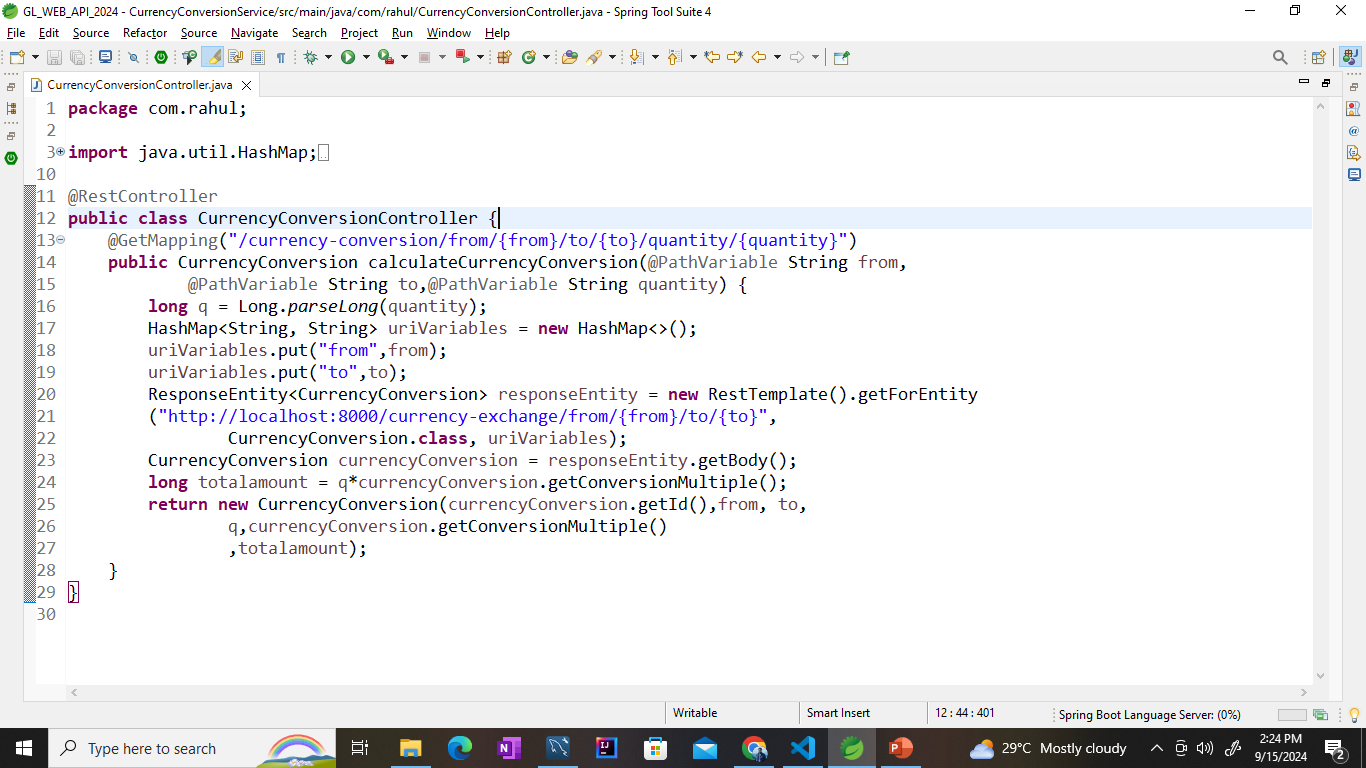 GL_WEB_API_2024 - CurrencyConversionService/src/main/java/com/rahul/CurrencyConversionController.java - Spring Tool Suite 4
File Edit Source Refactor Source Navigate Search Project Run Window Help
CurrencyConversionController.java
1 package com.rahul;
2
3 import java.util.HashMap;
10
11 @RestController
12 public class CurrencyConversionController {
13 @GetMapping("/currency-conversion/from/{from}/to/{to}/quantity/{quantity}")
14 public CurrencyConversion calculateCurrencyConversion(@PathVariable String from,
15 @PathVariable String to,@PathVariable String quantity) {
16 long q = Long.parseLong(quantity);
17 HashMap<String, String> uriVariables = new HashMap<>();
18 uriVariables.put("from",from);
19 uriVariables.put("to",to);
20 ResponseEntity<CurrencyConversion> responseEntity = new RestTemplate().getForEntity
21 ("http://localhost:8000/currency-exchange/from/{from}/to/{to}",
22 CurrencyConversion.class, uriVariables);
23 CurrencyConversion currencyConversion = responseEntity.getBody();
24 long totalamount = q*currencyConversion.getConversionMultiple();
25 return new CurrencyConversion(currencyConversion.getId(),from, to,
26 q,currencyConversion.getConversionMultiple()
27 ,totalamount);
28 }
29 }
30
Writable Smart Insert 12 : 44 : 401 Spring Boot Language Server: (0%)
Type here to search 29°C Mostly cloudy 2:24 PM
9/15/2024 2